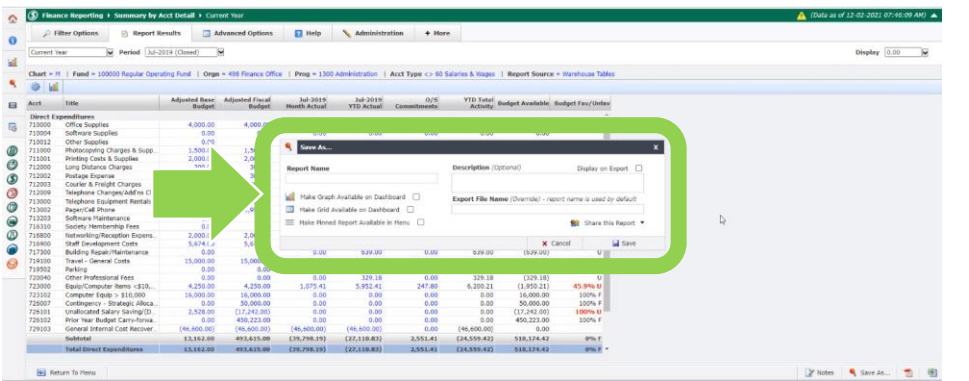 Finance Reporting › Summary by Acct Detail › Current Year
(Data as of 12-02-2021 07:46:09 AM)
Filter Options Report Results Advanced Options Help Administration + More
Current Year Period Jul-2019 (Closed) Display 0.00
Chart = M | Fund = 100000 Regular Operating Fund | Orgn = 498 Finance Office | Prog = 1300 Administration | Acct Type <> 60 Salaries & Wages | Report Source = Warehouse Tables
Acct Title Adjusted Base Budget Adjusted Fiscal Budget Jul-2019 Month Actual Jul-2019 YTD Actual O/S Commitments YTD Total Activity Budget Available Budget Fav/Unfav
Direct Expenditures
710000 Office Supplies 4,000.00 4,000.00
710004 Software Supplies 0.00 0.00 0.00 0.00 0.00 0.00 0.00
710012 Other Supplies
711000 Photocopying Charges & Supp...
711001 Printing Costs & Supplies
712000 Long Distance Charges
712002 Postage Expense
712003 Courier & Freight Charges
712009 Telephone Changes/Add'ns
713000 Telephone Equipment Rentals
713002 Pager/Cell Phone
713203 Software Maintenance
716310 Society Membership Fees
716800 Networking/Reception Expens...
716900 Staff Development Costs
717300 Building Repair/Maintenance 0.00 0.00 0.00 639.00 0.00 639.00 (639.00) U
719100 Travel - General Costs 15,000.00
719502 Parking 0.00 0.00
720040 Other Professional Fees 0.00 0.00 0.00 329.18 0.00 329.18 (329.18) U
723000 Equip/Computer Items <$10,... 4,250.00 4,250.00 1,075.41 5,952.41 247.80 6,200.21 (1,950.21) 45.9% U
723102 Computer Equip > $10,000 16,000.00 16,000.00 0.00 0.00 0.00 0.00 16,000.00 100% F
726007 Contingency - Strategic Alloca... 0.00 50,000.00 0.00 0.00 0.00 0.00 50,000.00 100% F
726101 Unallocated Salary Saving/(D... 2,528.00 (17,242.00) 0.00 0.00 0.00 0.00 (17,242.00) 100% U
726102 Prior Year Budget Carry-forwa... 0.00 450,223.00 0.00 0.00 0.00 0.00 450,223.00 100% F
729103 General Internal Cost Recover... (46,600.00) (46,600.00) (46,600.00) (46,600.00) 0.00 (46,600.00) 0.00
Subtotal 13,162.00 493,615.00 (39,798.19) (27,110.83) 2,551.41 (24,559.42) 518,174.42 0% F
Total Direct Expenditures 13,162.00 493,615.00 (39,798.19) (27,110.83) 2,551.41 (24,559.42) 518,174.42 0% F
Save As... x
Report Name Description (Optional) Display on Export
Make Graph Available on Dashboard
Export File Name (Override) - report name is used by default
Make Grid Available on Dashboard
Make Pinned Report Available in Menu
Share this Report
x Cancel Save
Return To Menu Notes Save As...